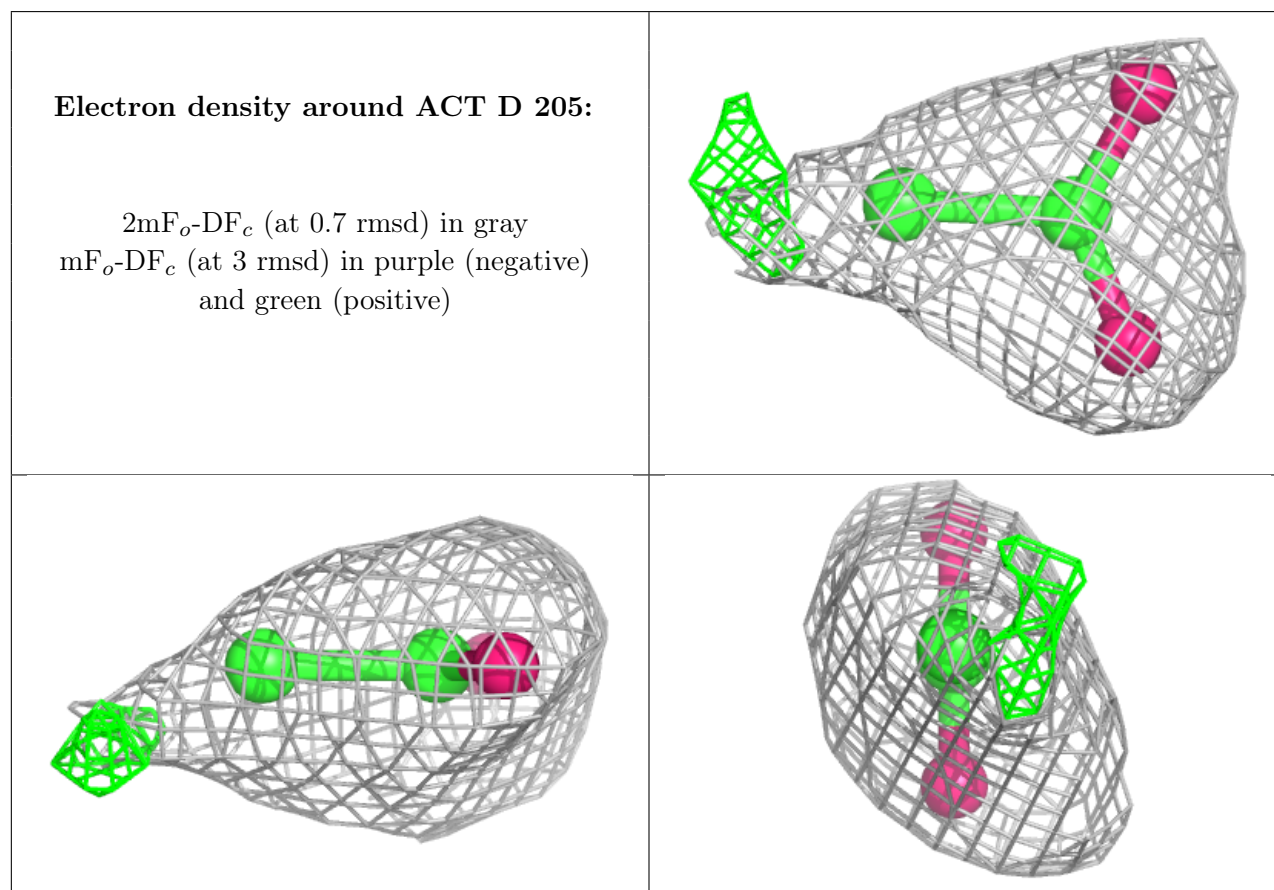 Electron density around ACT D 205:
2mFo-DFc (at 0.7 rmsd) in gray
mFo-DFc (at 3 rmsd) in purple (negative)
and green (positive)